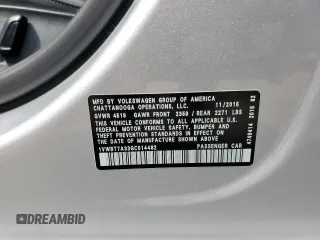 MFD BY VOLKSWAGEN GROUP OF AMERICA
CHATTANOOGA OPERATIONS, LLC. 11/2015
GVWR 4519 GAWR FRONT 2359 / REAR 2271 LBS
THIS VEHICLE CONFORMS TO ALL APPLICABLE U.S.
FEDERAL MOTOR VEHICLE SAFETY, BUMPER AND
THEFT PREVENTION STANDARDS IN EFFECT ON THE
DATE OF MANUFACTURE SHOWN ABOVE.
1VWBT7A39GC014482 PASSENGER CAR